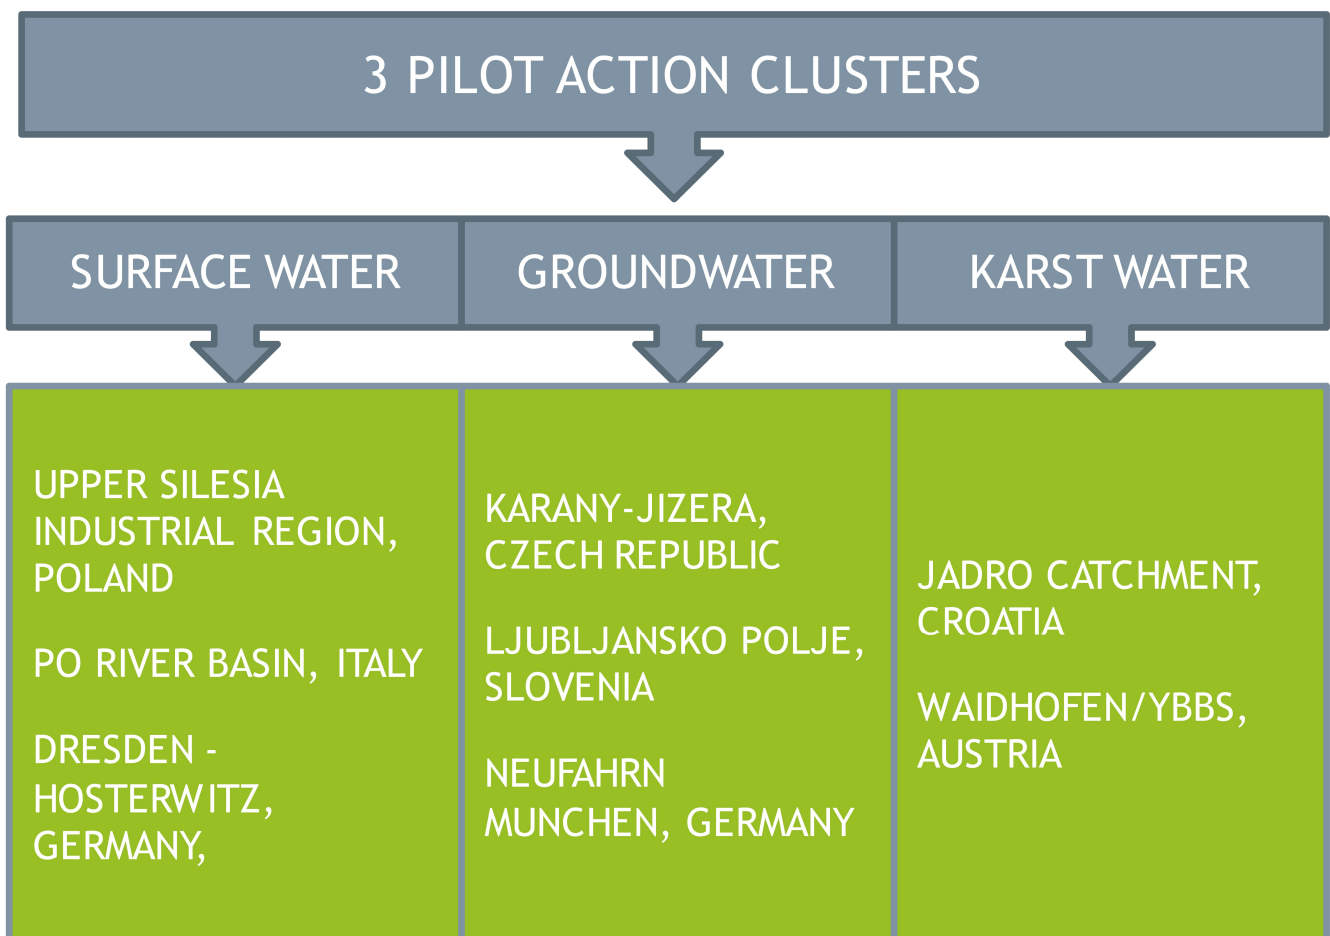 3 PILOT ACTION CLUSTERS
SURFACE WATER
GROUNDWATER
KARST WATER
UPPER SILESIA
INDUSTRIAL REGION,
POLAND
PO RIVER BASIN, ITALY
DRESDEN -
HOSTERWITZ,
GERMANY,
KARANY-JIZERA,
CZECH REPUBLIC
LJUBLJANSKO POLJE,
SLOVENIA
NEUFAHRN
MUNCHEN, GERMANY
JADRO CATCHMENT,
CROATIA
WAIDHOFEN/YBBS,
AUSTRIA